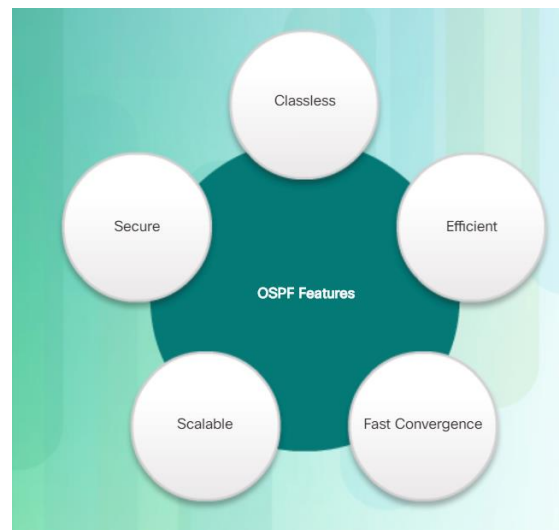 Classless
Secure
Efficient
OSPF Features
Scalable
Fast Convergence